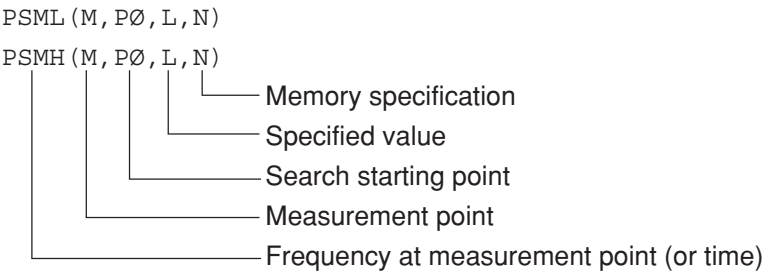 PSML(M,PØ,L,N)
PSMH(M,PØ,L,N)
Memory specification
Specified value
Search starting point
Measurement point
Frequency at measurement point (or time)